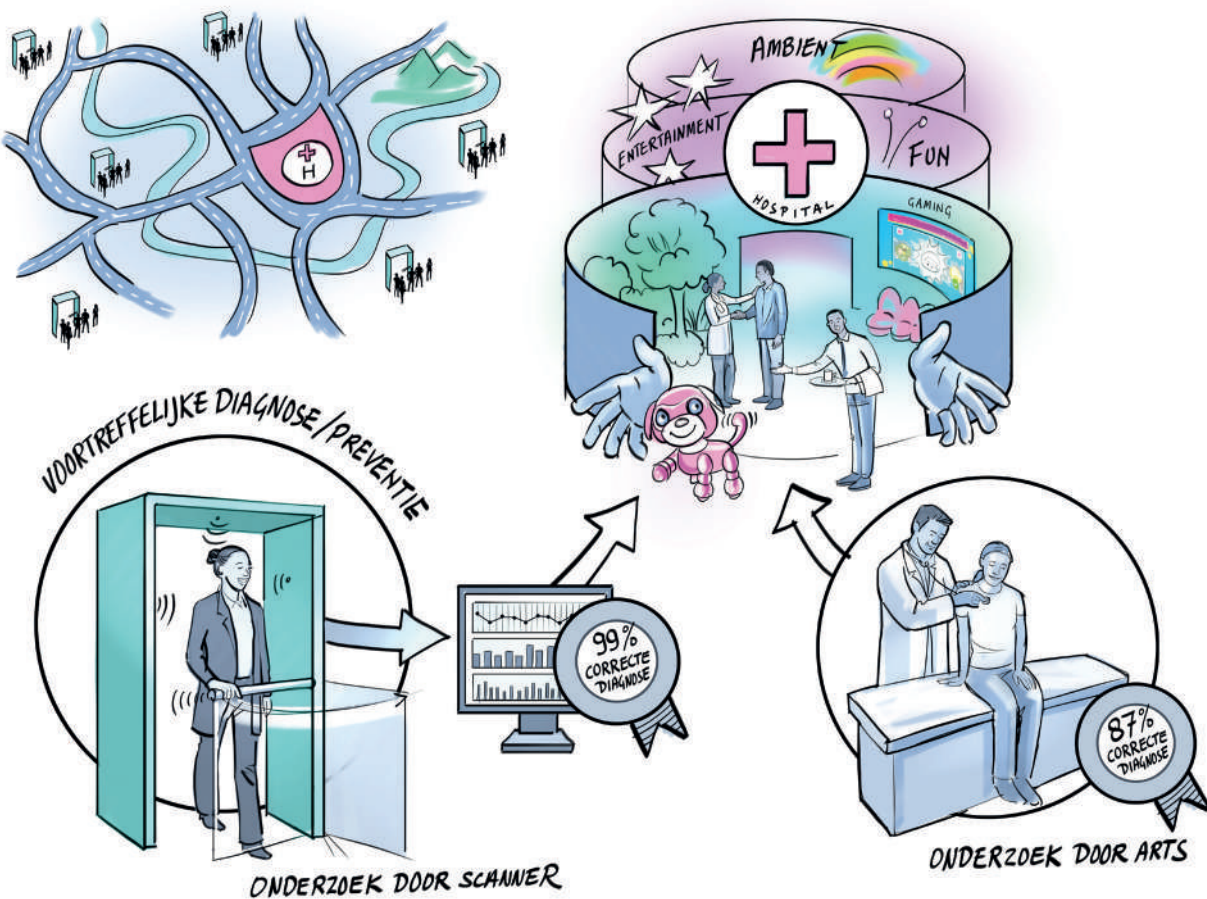 H
AMBIENT
ENTERTAINMENT
FUN
HOSPITAL
GAMING
VOORTREFFELIJKE DIAGNOSE/PREVENTIE
99%
CORRECTE
DIAGNOSE
87%
CORRECTE
DIAGNOSE
ONDERZOEK DOOR SCANNER
ONDERZOEK DOOR ARTS